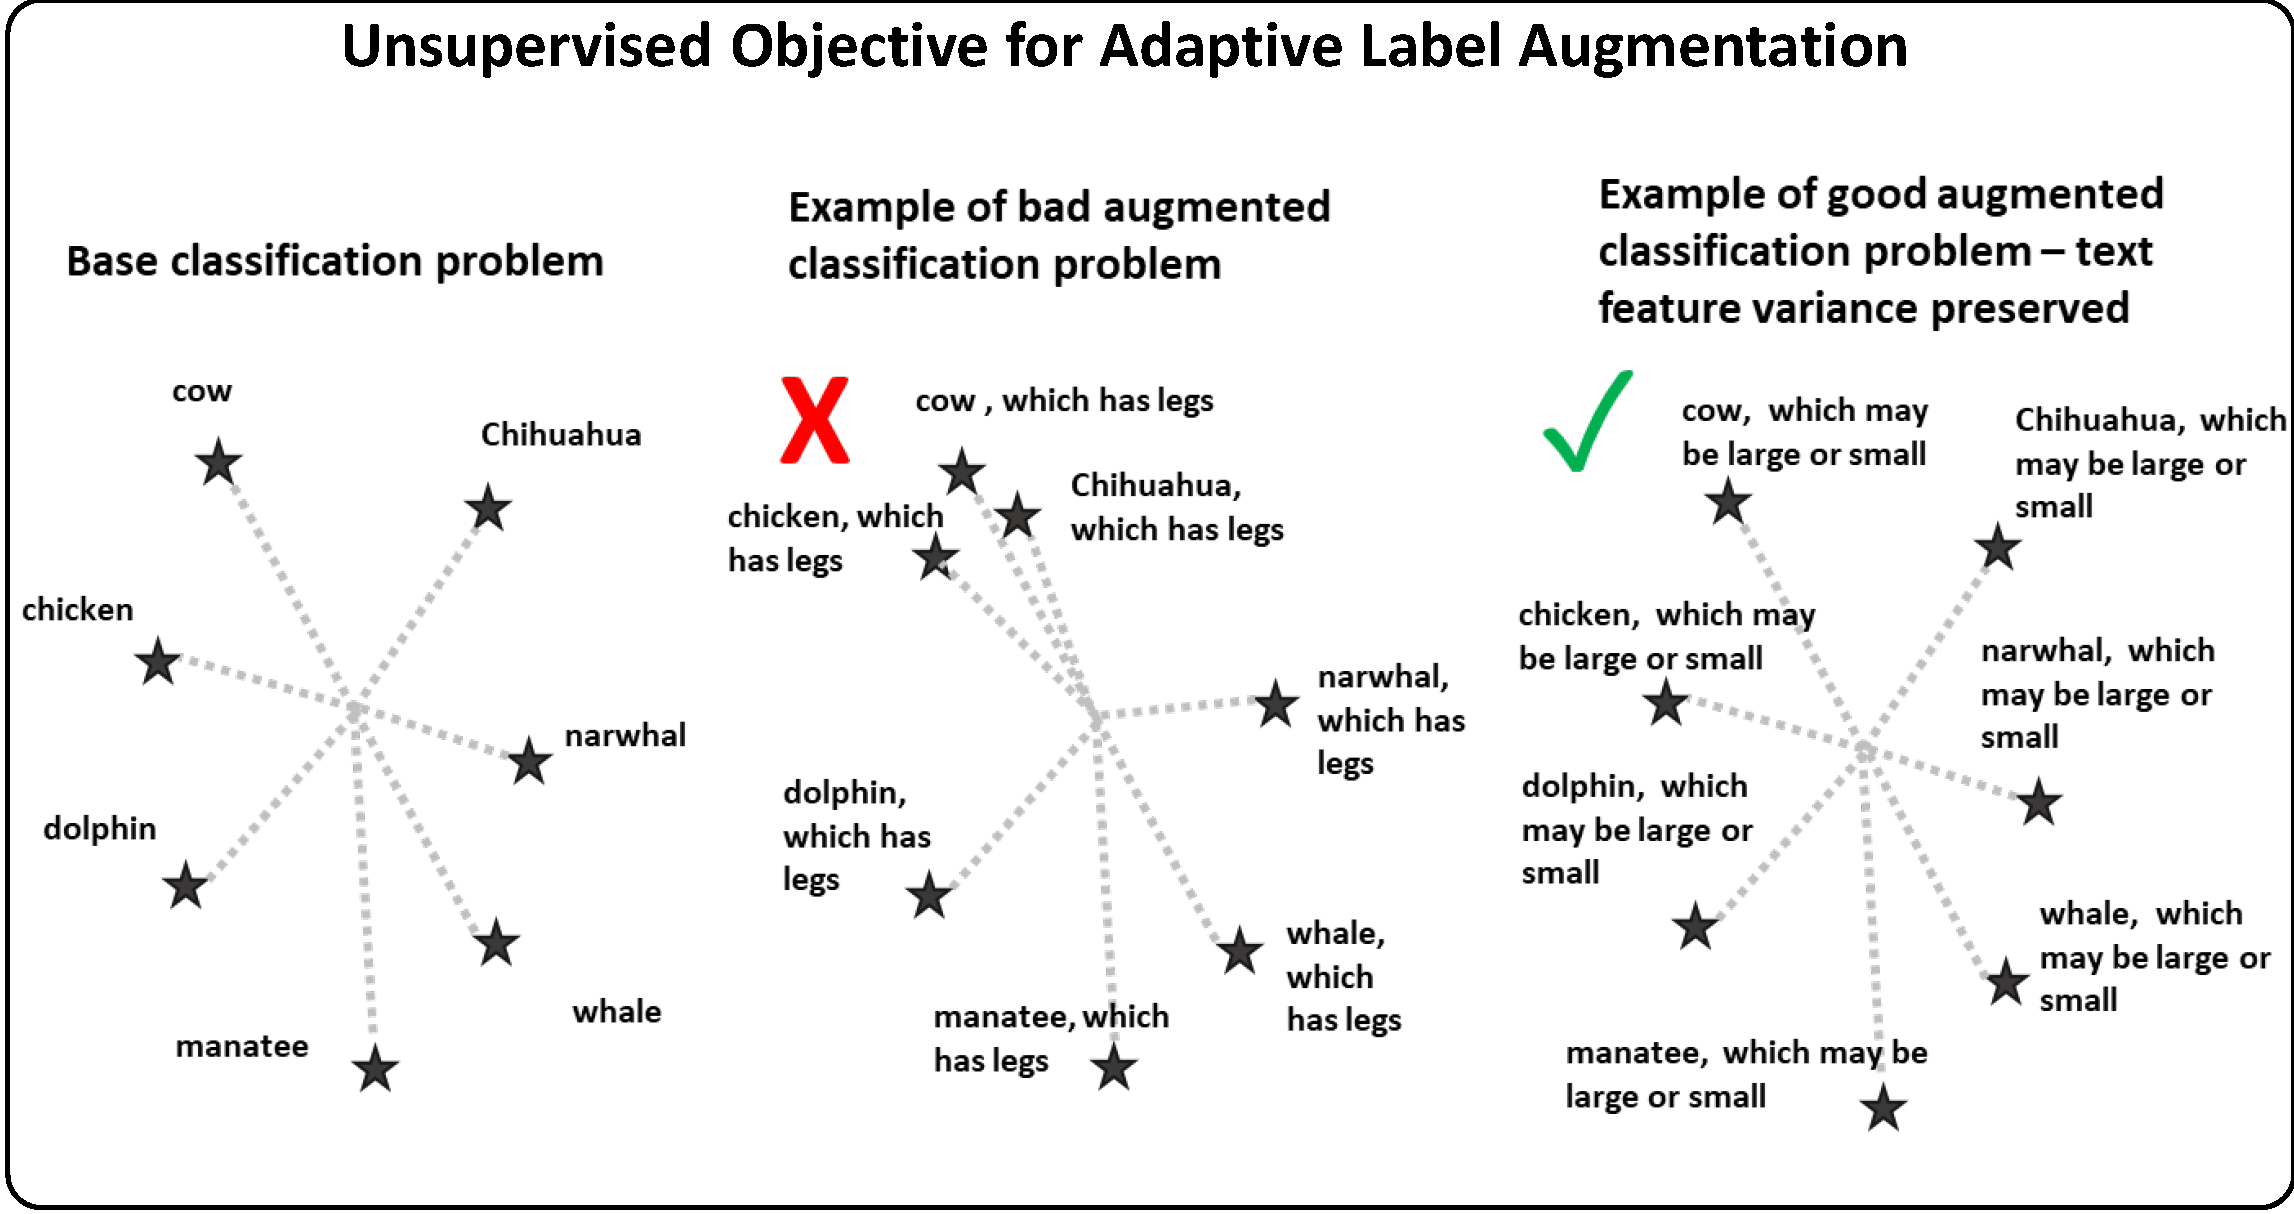 Unsupervised Objective for Adaptive Label Augmentation
Base classification problem
cow
Chihuahua
chicken
narwhal
dolphin
whale
manatee
Example of bad augmented
classification problem
X
cow , which has legs
Chihuahua,
which has legs
chicken, which
has legs
narwhal,
which has
legs
dolphin,
which has
legs
whale,
which
has legs
manatee, which
has legs
Example of good augmented
classification problem – text
feature variance preserved
cow, which may
be large or small
Chihuahua, which
may be large or
small
chicken, which may
be large or small
narwhal, which
may be large or
small
dolphin, which
may be large or
small
whale, which
may be large or
small
manatee, which may be
large or small